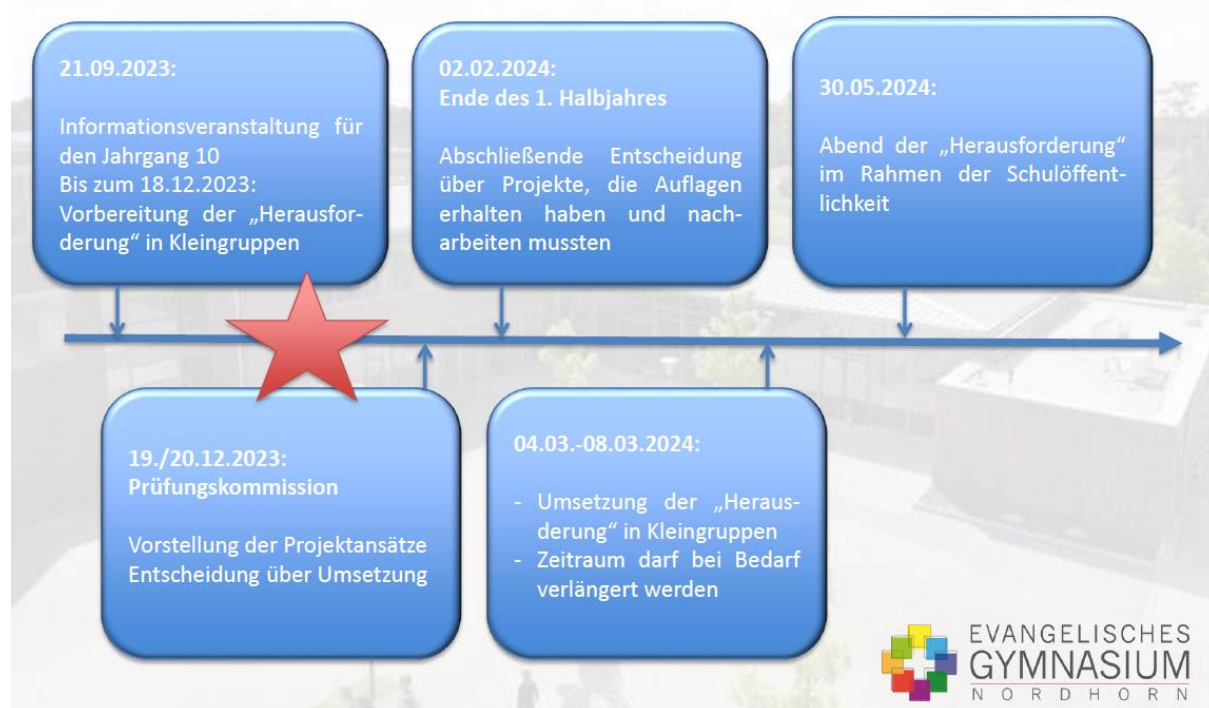 21.09.2023:
Informationsveranstaltung für
den Jahrgang 10
Bis zum 18.12.2023:
Vorbereitung der „Herausfor-
derung“ in Kleingruppen
02.02.2024:
Ende des 1. Halbjahres
Abschließende Entscheidung
über Projekte, die Auflagen
erhalten haben und nach-
arbeiten mussten
30.05.2024:
Abend der „Herausforderung“
im Rahmen der Schulöffent-
lichkeit
19./20.12.2023:
Prüfungskommission
Vorstellung der Projektansätze
Entscheidung über Umsetzung
04.03.-08.03.2024:
- Umsetzung der „Heraus-
derung“ in Kleingruppen
- Zeitraum darf bei Bedarf
verlängert werden
EVANGELISCHES
GYMNASIUM
NORDHORN